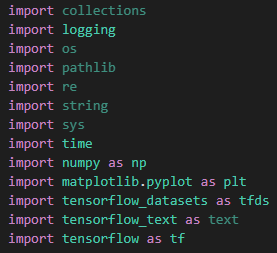 import collections
import logging
import os
import pathlib
import re
import string
import sys
import time
import numpy as np
import matplotlib.pyplot as plt
import tensorflow_datasets as tfds
import tensorflow_text as text
import tensorflow as tf